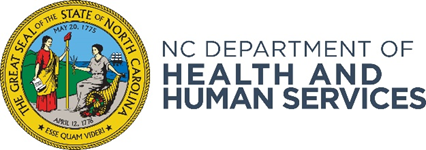 THE GREAT SEAL OF THE STATE OF NORTH CAROLINA
MAY 20, 1775
APRIL 12, 1776
★ ESSE QUAM VIDERI ★
NC DEPARTMENT OF
HEALTH AND
HUMAN SERVICES